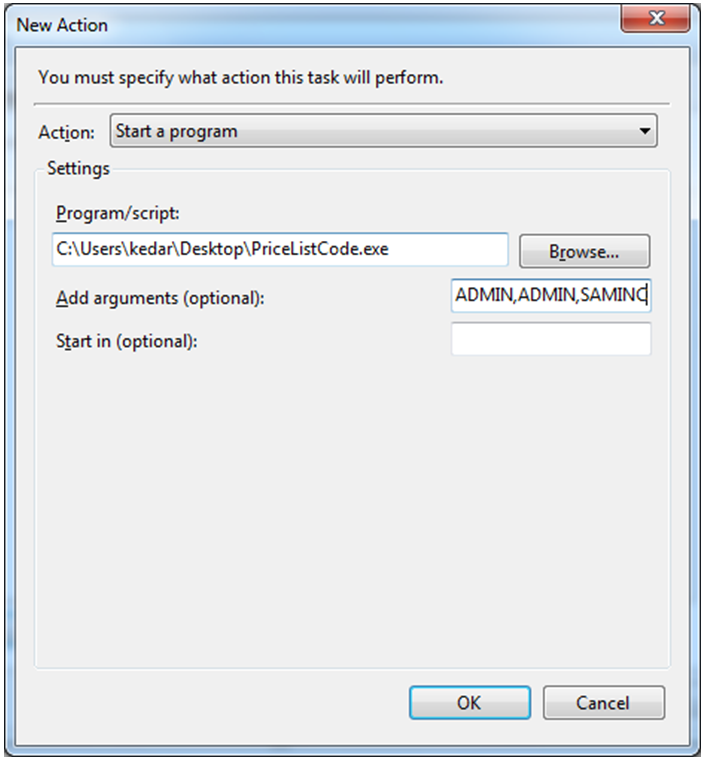 New Action
You must specify what action this task will perform.
Action: Start a program
Settings
Program/script:
C:\Users\kedar\Desktop\PriceListCode.exe Browse...
Add arguments (optional): ADMIN,ADMIN,SAMINC
Start in (optional):
OK Cancel